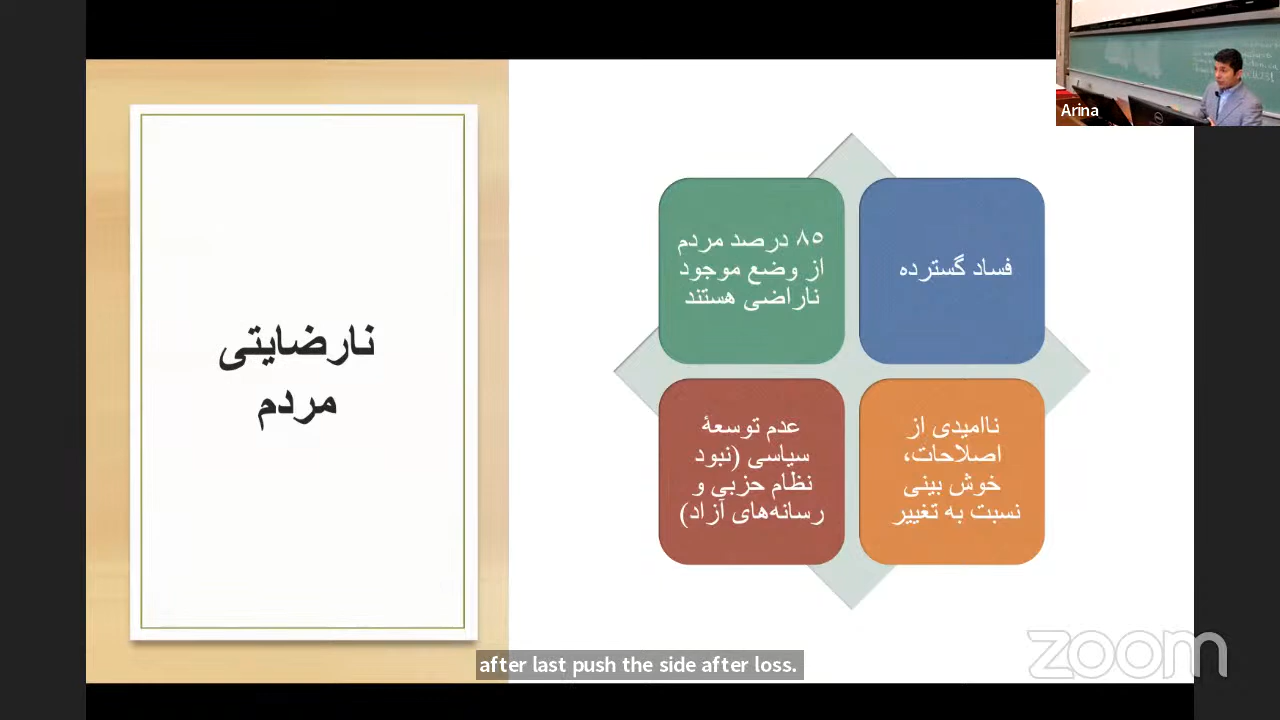 Arina
نارضایتی
مردم
فساد گسترده
۸۵ درصد مردم
از وضع موجود
ناراضی هستند
ناامیدی از
اصلاحات،
خوش بینی
نسبت به تغییر
عدم توسعهٔ
سیاسی (نبود
نظام حزبی و
رسانه‌های آزاد)
after last push the side after loss.
zoom